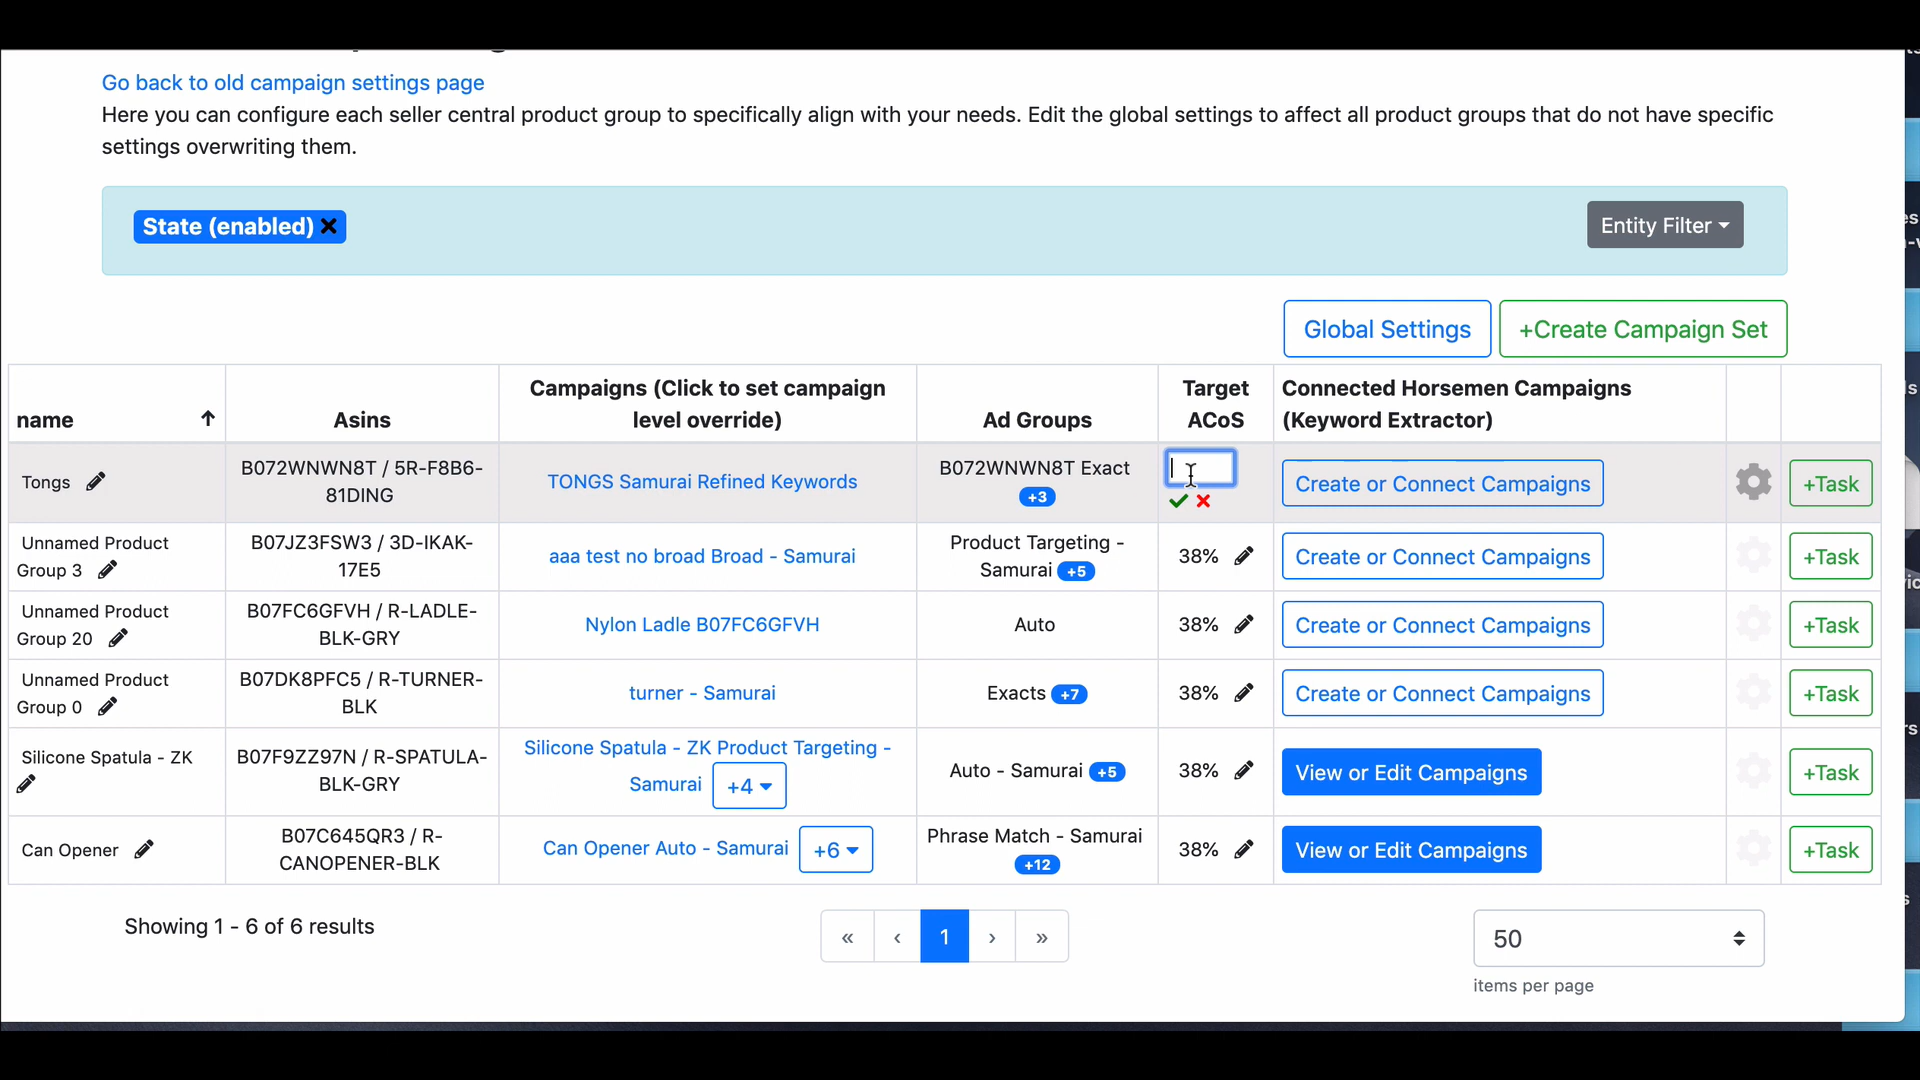 Go back to old campaign settings page
Here you can configure each seller central product group to specifically align with your needs. Edit the global settings to affect all product groups that do not have specific
settings overwriting them.
State (enabled) ✕
Entity Filter
Global Settings
+Create Campaign Set
name ↑
Asins
Campaigns (Click to set campaign
level override)
Ad Groups
Target
ACoS
Connected Horsemen Campaigns
(Keyword Extractor)
Tongs
B072WNWN8T / 5R-F8B6-
81DING
TONGS Samurai Refined Keywords
B072WNWN8T Exact
+3
Create or Connect Campaigns
+Task
Unnamed Product
Group 3
B07JZ3FSW3 / 3D-IKAK-
17E5
aaa test no broad Broad - Samurai
Product Targeting -
Samurai +5
38%
Create or Connect Campaigns
+Task
Unnamed Product
Group 20
B07FC6GFVH / R-LADLE-
BLK-GRY
Nylon Ladle B07FC6GFVH
Auto
38%
Create or Connect Campaigns
+Task
Unnamed Product
Group 0
B07DK8PFC5 / R-TURNER-
BLK
turner - Samurai
Exacts +7
38%
Create or Connect Campaigns
+Task
Silicone Spatula - ZK
B07F9ZZ97N / R-SPATULA-
BLK-GRY
Silicone Spatula - ZK Product Targeting -
Samurai +4
Auto - Samurai +5
38%
View or Edit Campaigns
+Task
Can Opener
B07C645QR3 / R-
CANOPENER-BLK
Can Opener Auto - Samurai +6
Phrase Match - Samurai
+12
38%
View or Edit Campaigns
+Task
Showing 1 - 6 of 6 results
« ‹ 1 › »
50
items per page